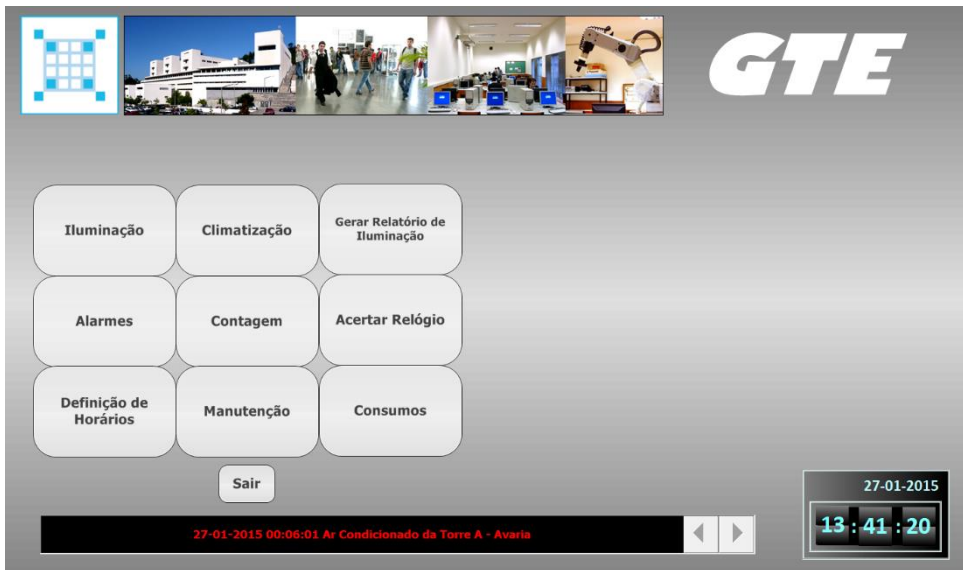 GTE
Iluminação
Climatização
Gerar Relatório de
Iluminação
Alarmes
Contagem
Acertar Relógio
Definição de
Horários
Manutenção
Consumos
Sair
27-01-2015
13 : 41 : 20
27-01-2015 00:06:01 Ar Condicionado da Torre A - Avaria